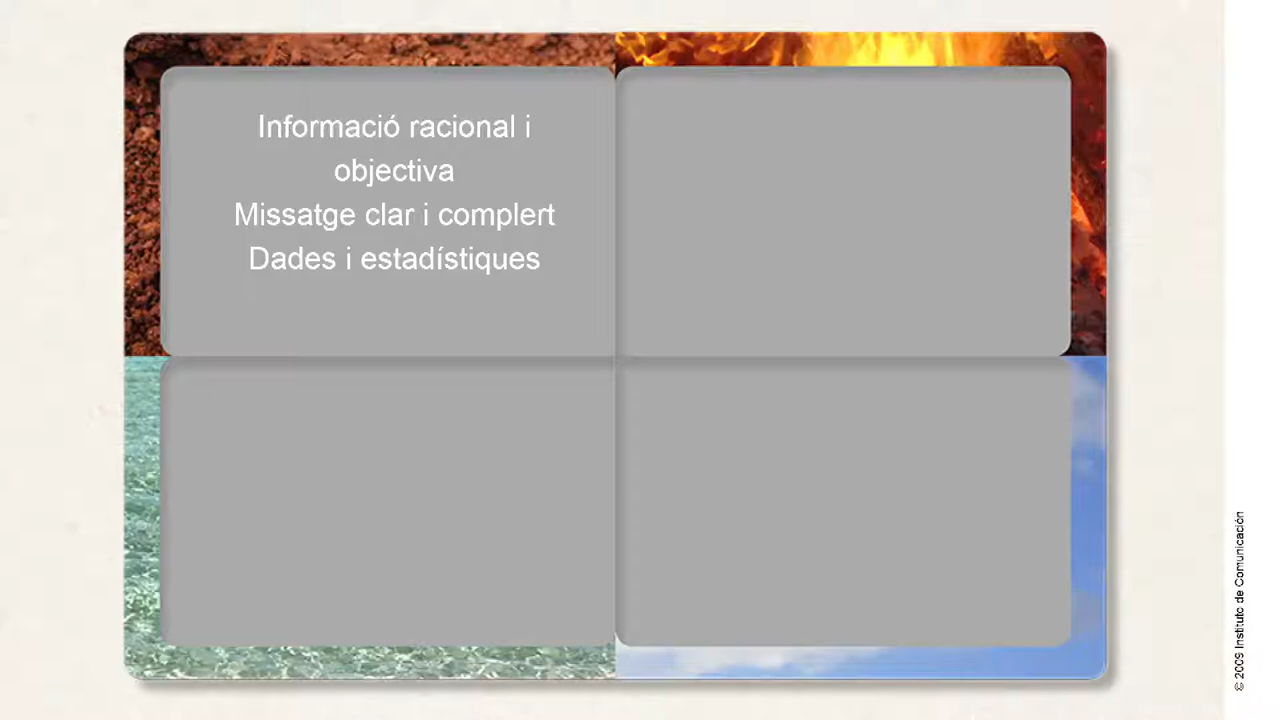 Informació racional i
objectiva
Missatge clar i complert
Dades i estadístiques
© 2009 Instituto de Comunicación